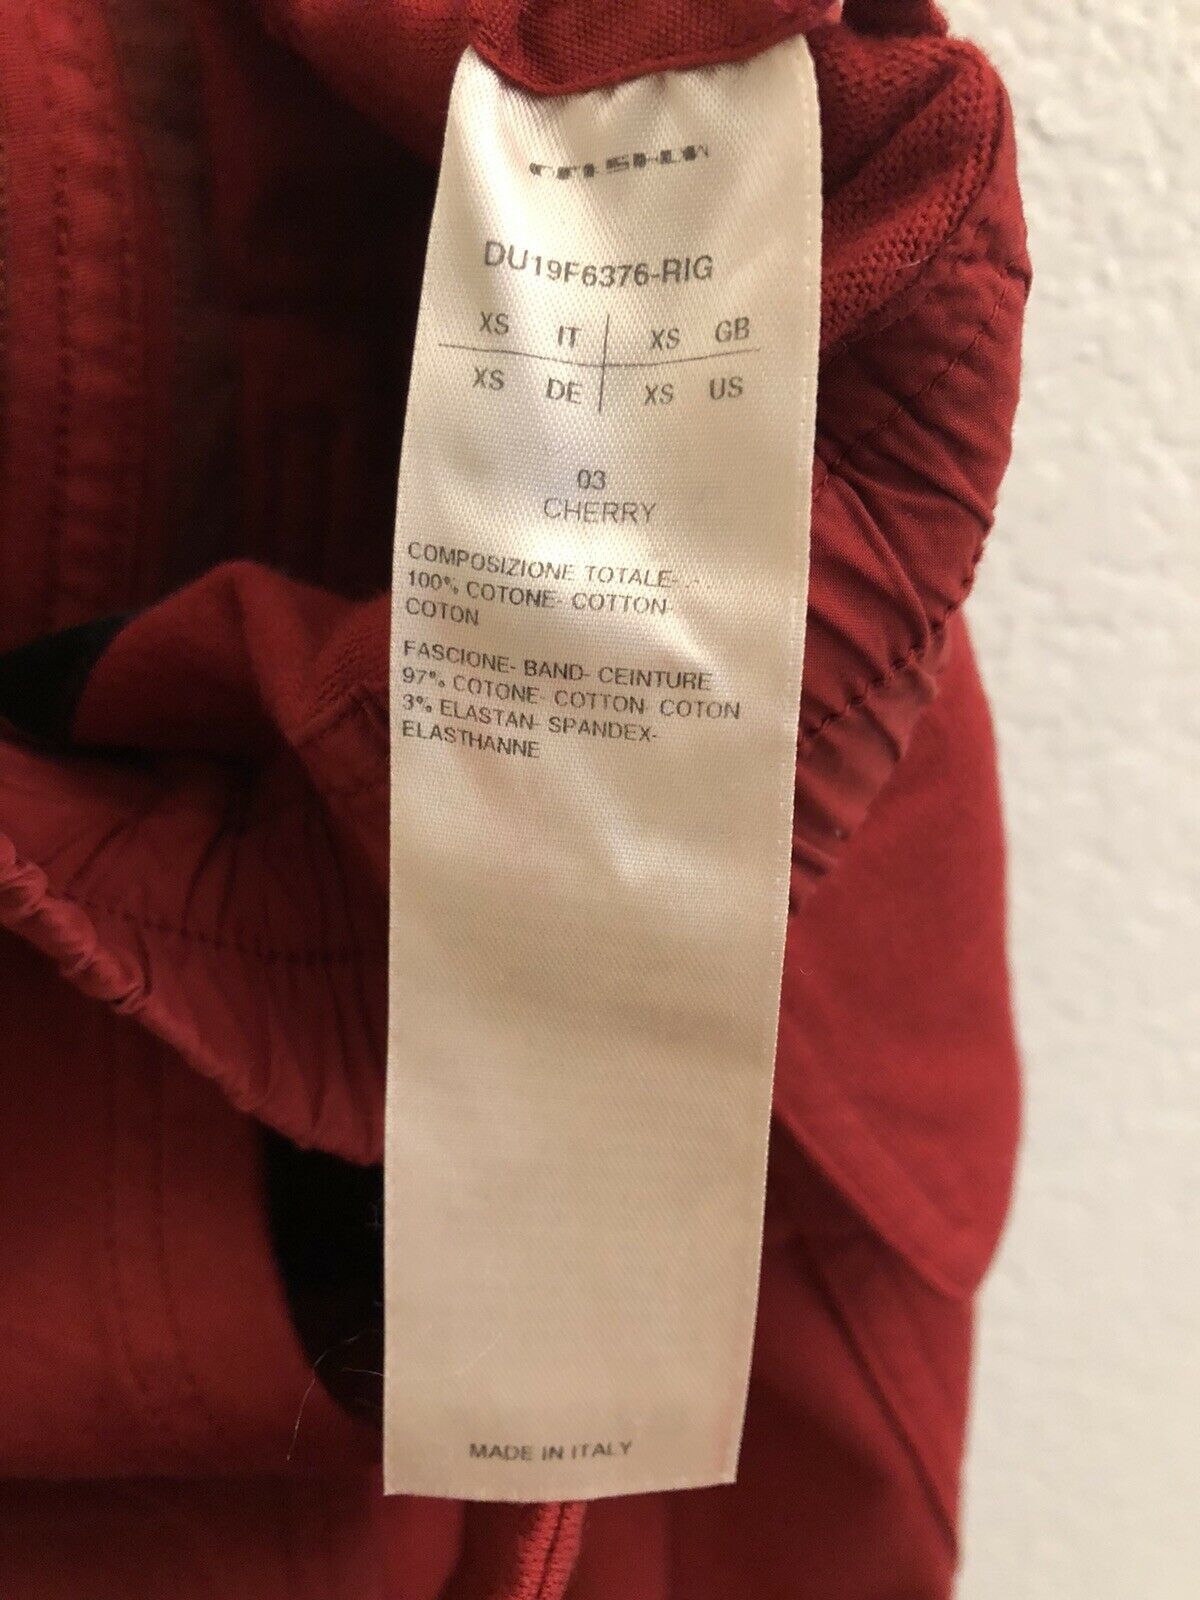 DU19F6376-RIG
XS IT XS GB
XS DE XS US
03
CHERRY
COMPOSIZIONE TOTALE- -
100% COTONE- COTTON-
COTON
FASCIONE- BAND- CEINTURE
97% COTONE- COTTON- COTON
3% ELASTAN- SPANDEX-
ELASTHANNE
MADE IN ITALY